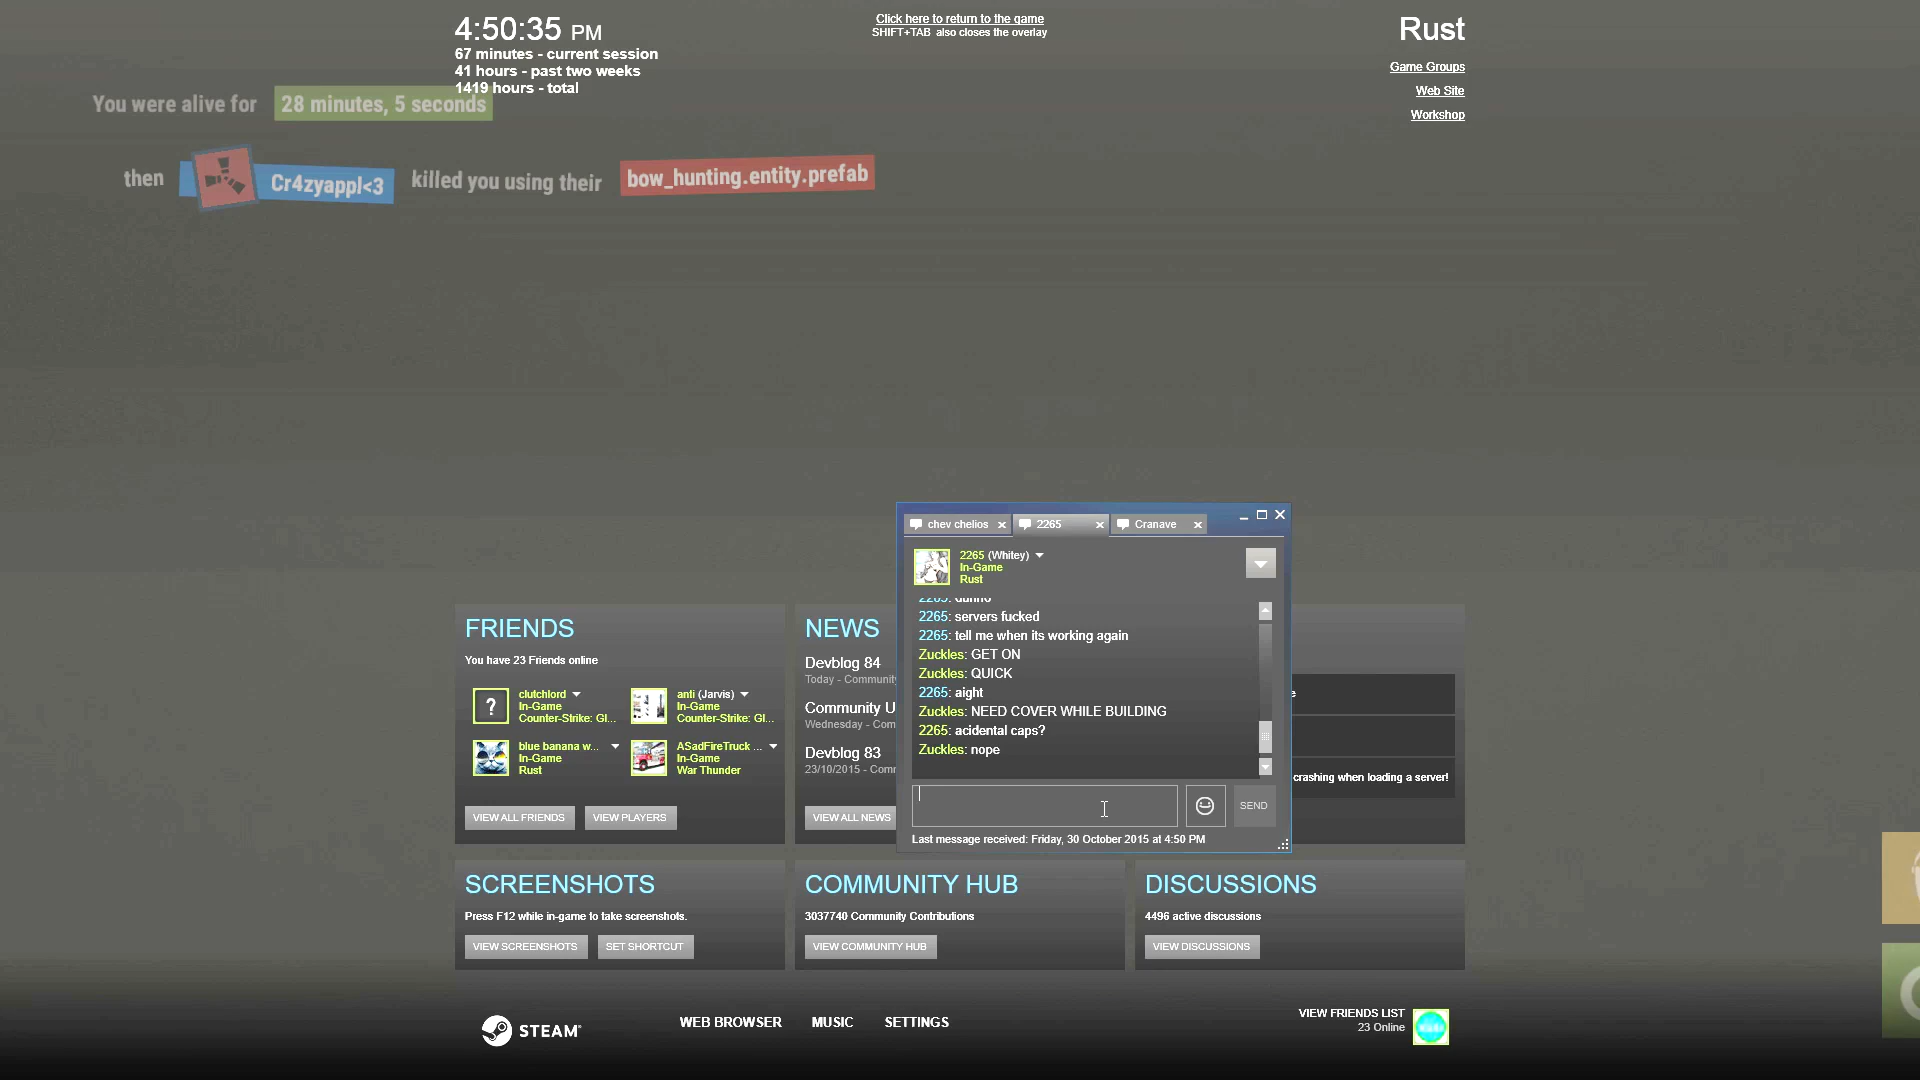 4:50:35 PM
67 minutes - current session
41 hours - past two weeks
1419 hours - total
Click here to return to the game
SHIFT+TAB also closes the overlay
Rust
Game Groups
Web Site
Workshop
You were alive for 28 minutes, 5 seconds
then Cr4zyappl<3 killed you using their bow_hunting.entity.prefab
FRIENDS
You have 23 Friends online
clutchlord
In-Game
Counter-Strike: Gl...
anti (Jarvis)
In-Game
Counter-Strike: Gl...
blue banana w...
In-Game
Rust
ASadFireTruck ...
In-Game
War Thunder
VIEW ALL FRIENDS
VIEW PLAYERS
NEWS
Devblog 84
Today - Community
Community U
Wednesday - Com
Devblog 83
23/10/2015 - Comm
VIEW ALL NEWS
chev chelios
2265
Cranave
2265 (Whitey)
In-Game
Rust
2265: dunno
2265: servers fucked
2265: tell me when its working again
Zuckles: GET ON
Zuckles: QUICK
2265: aight
Zuckles: NEED COVER WHILE BUILDING
2265: acidental caps?
Zuckles: nope
SEND
Last message received: Friday, 30 October 2015 at 4:50 PM
e
crashing when loading a server!
SCREENSHOTS
Press F12 while in-game to take screenshots.
VIEW SCREENSHOTS
SET SHORTCUT
COMMUNITY HUB
3037740 Community Contributions
VIEW COMMUNITY HUB
DISCUSSIONS
4496 active discussions
VIEW DISCUSSIONS
STEAM
WEB BROWSER
MUSIC
SETTINGS
VIEW FRIENDS LIST
23 Online